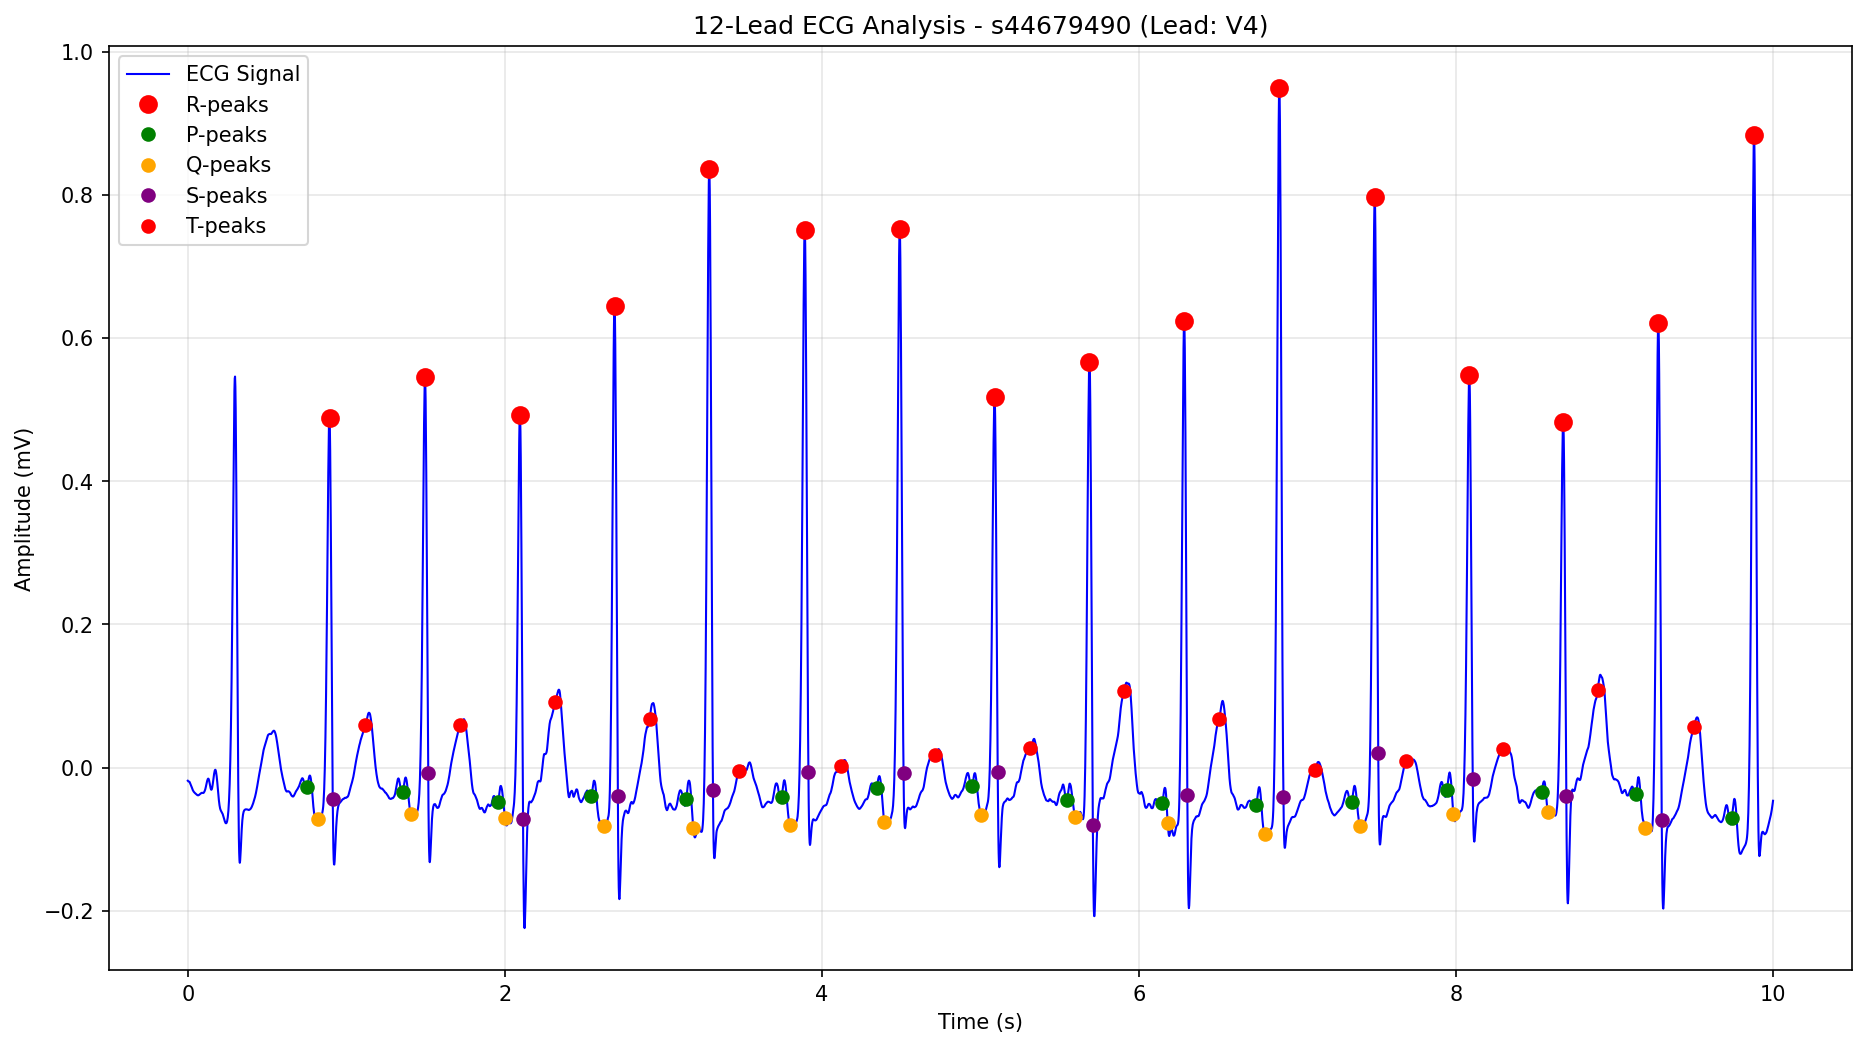 12-Lead ECG Analysis - s44679490 (Lead: V4)
ECG Signal
R-peaks
P-peaks
Q-peaks
S-peaks
T-peaks
Amplitude (mV)
1.0
0.8
0.6
0.4
0.2
0.0
−0.2
0 2 4 6 8 10
Time (s)